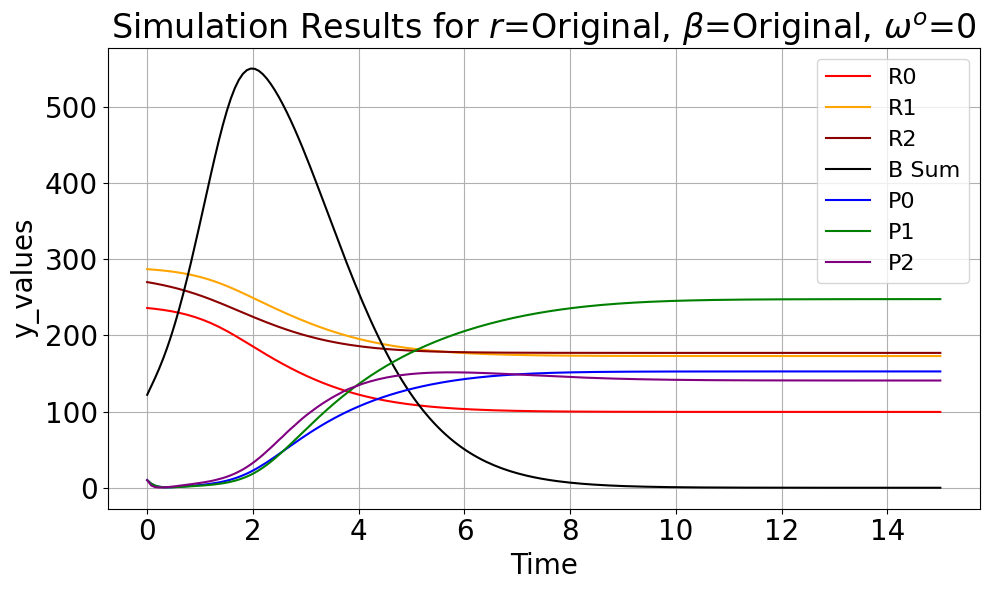 Simulation Results for r=Original, β=Original, ωᵒ=0
R0
R1
R2
B Sum
P0
P1
P2
500
400
300
200
100
0
y_values
0 2 4 6 8 10 12 14
Time